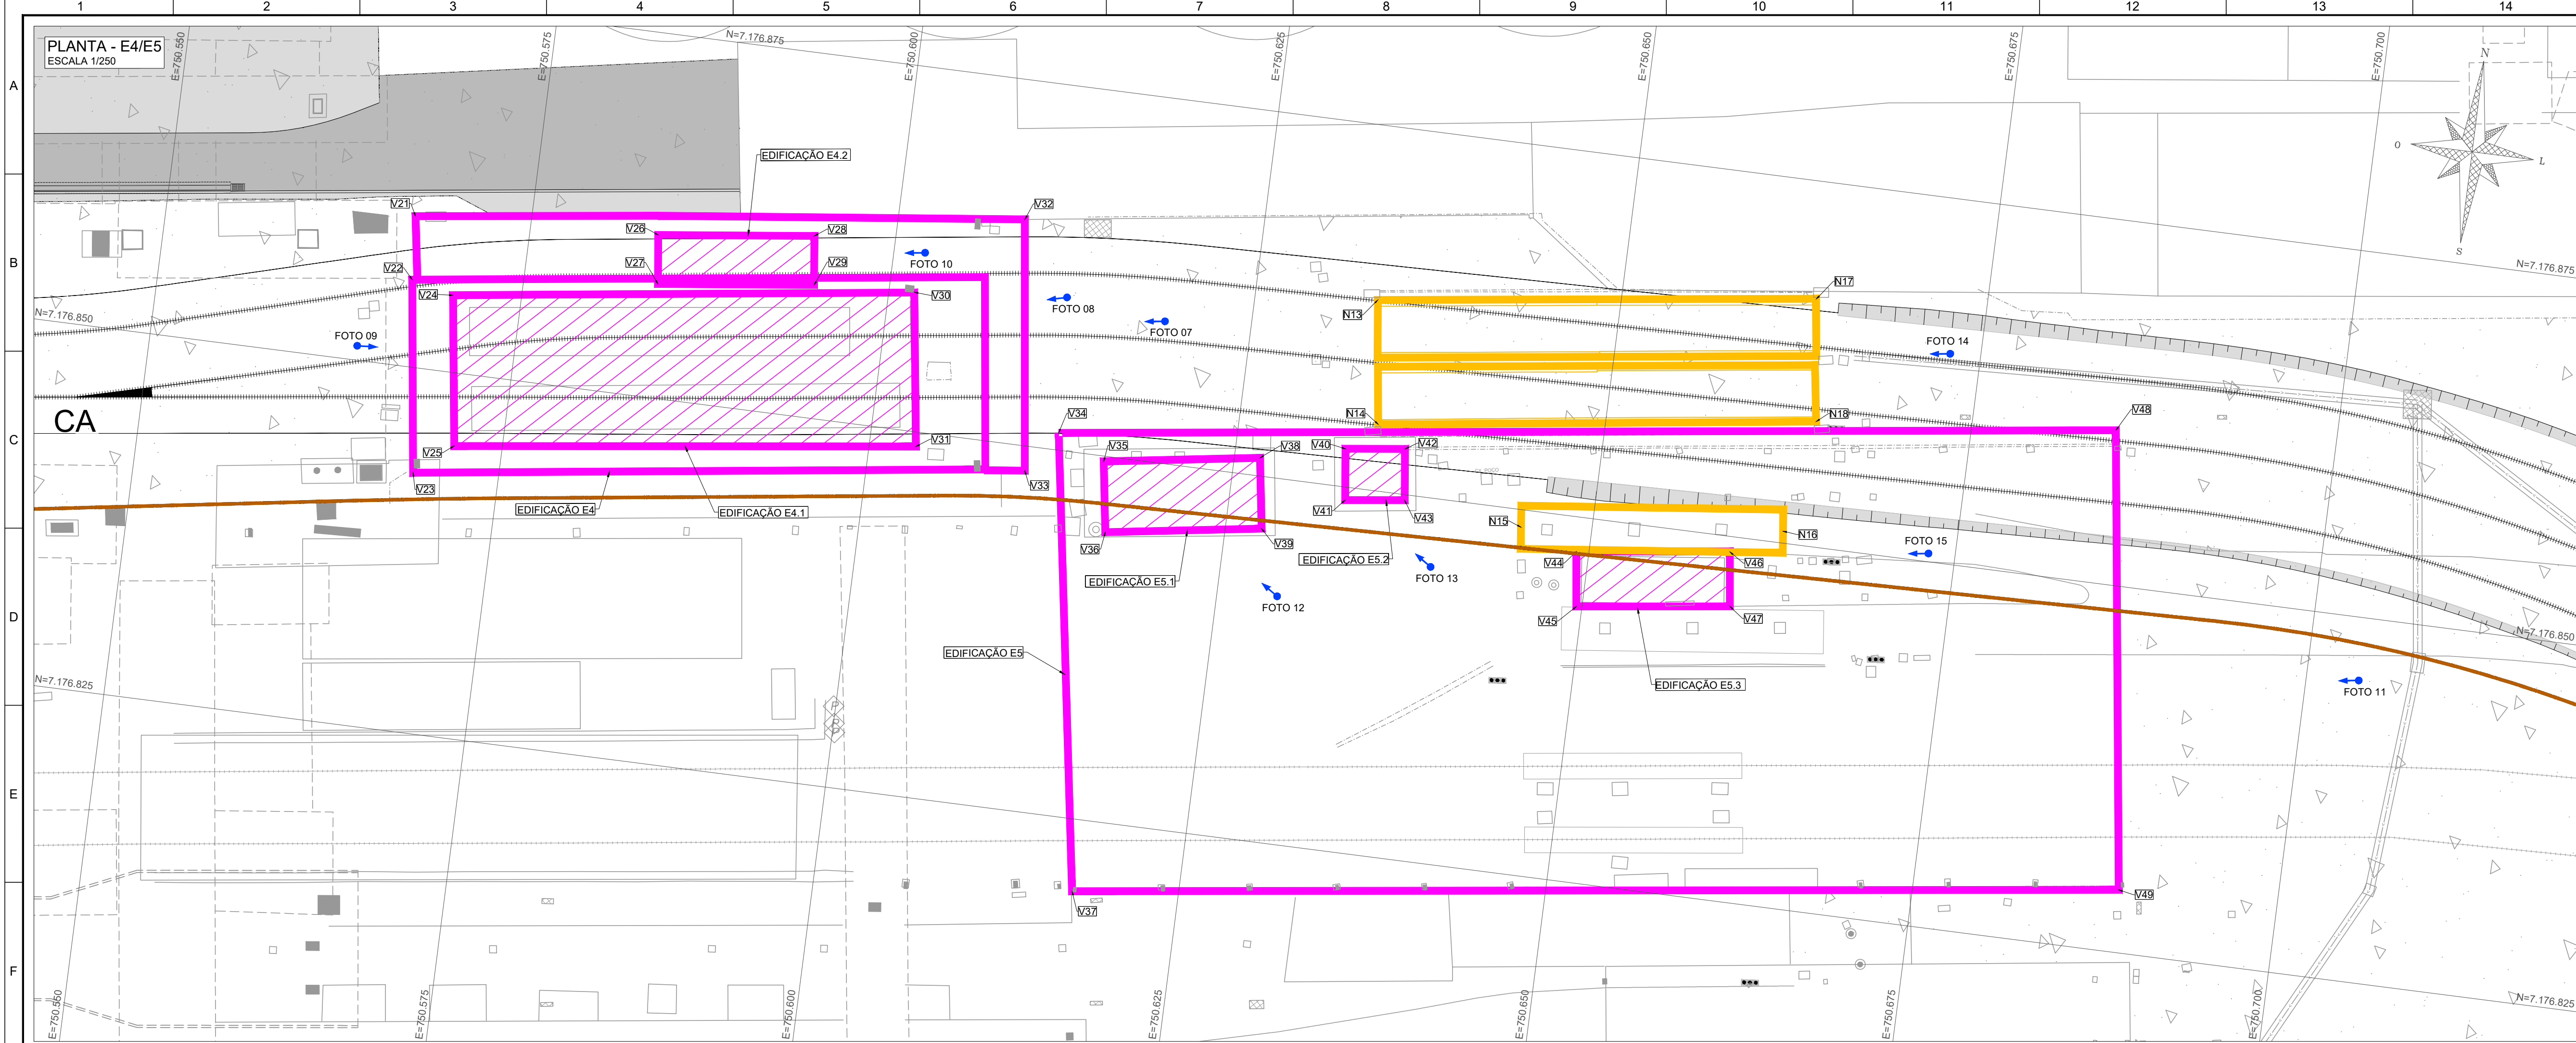 1 2 3 4 5 6 7 8 9 10 11 12 13 14
PLANTA - E4/E5
ESCALA 1/250
E=750.550
E=750.575
E=750.600
N=7.176.875
E=750.625
E=750.650
E=750.675
E=750.700
N
O
L
S
A
EDIFICAÇÃO E4.2
V21
V32
V26
V28
B
FOTO 10
V22
V27
V29
N=7.176.875
V24
V30
FOTO 08
N13
N17
N=7.176.850
FOTO 09
FOTO 07
FOTO 14
CA
C
V34
N14
N18
V48
V25
V31
V35
V38
V40
V42
CX. POÇO
V23
V33
EDIFICAÇÃO E4
EDIFICAÇÃO E4.1
V41
V43
N15
N16
V36
V39
EDIFICAÇÃO E5.2
FOTO 15
V44
V46
EDIFICAÇÃO E5.1
FOTO 13
FOTO 12
D
V45
V47
N=7.176.850
EDIFICAÇÃO E5
N=7.176.825
EDIFICAÇÃO E5.3
FOTO 11
P
P
P
E
V37
V49
F
E=750.550
E=750.575
E=750.600
E=750.625
E=750.650
E=750.675
E=750.700
N=7.176.825